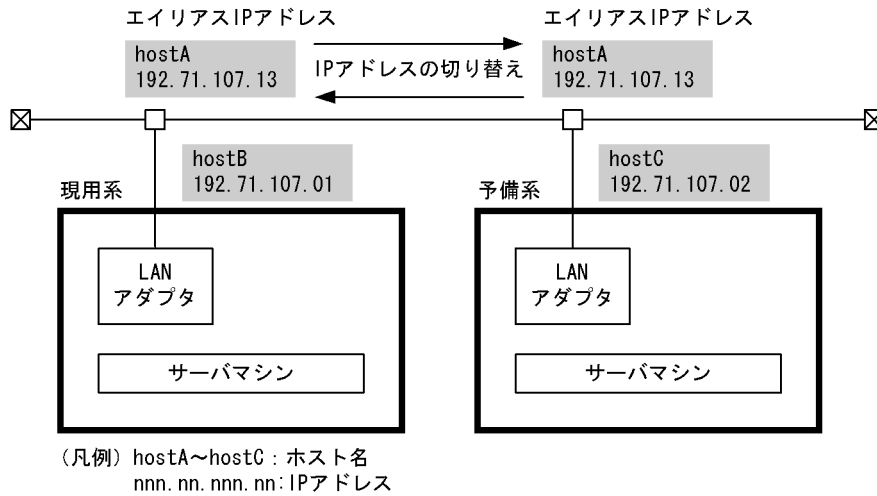 エイリアスIPアドレス
エイリアスIPアドレス
hostA
192.71.107.13
IPアドレスの切り替え
hostA
192.71.107.13
hostB
192.71.107.01
hostC
192.71.107.02
現用系
予備系
LAN
アダプタ
LAN
アダプタ
サーバマシン
サーバマシン
（凡例）hostA～hostC：ホスト名
nnn.nn.nnn.nn:IPアドレス